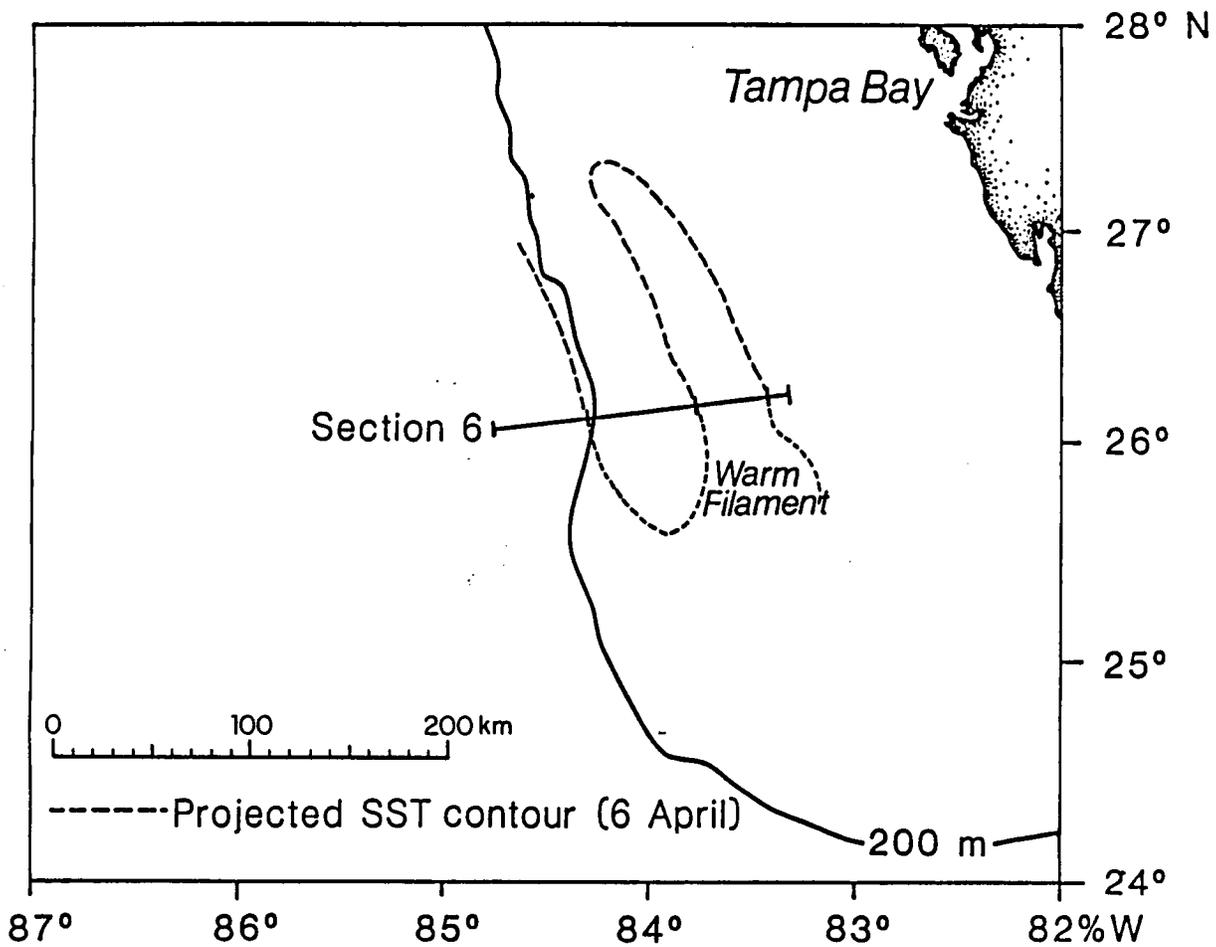 28° N
Tampa Bay
27°
Section 6
26°
Warm
Filament
25°
0 100 200 km
Projected SST contour (6 April)
200 m
24°
87° 86° 85° 84° 83° 82% W